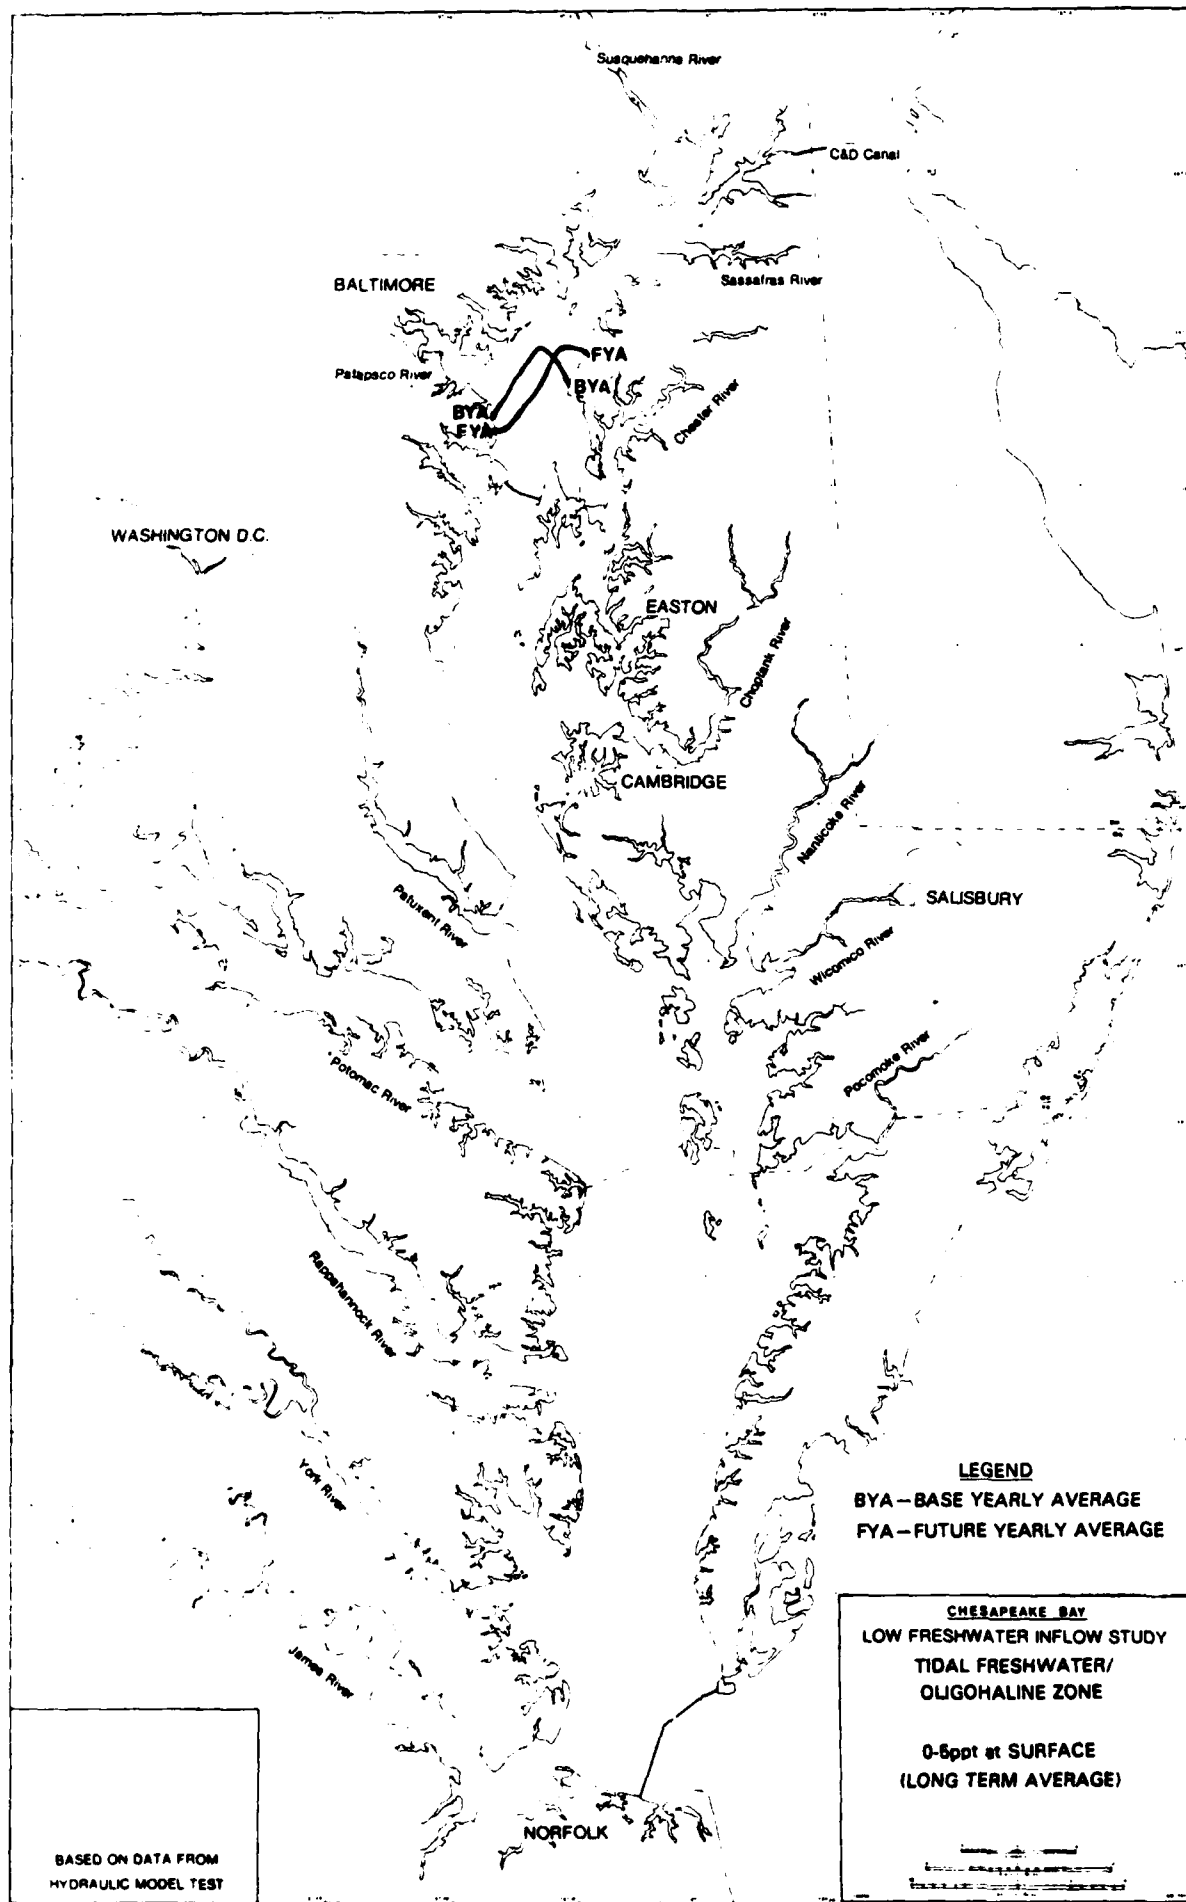 Susquehanna River
C&D Canal
Sassafras River
BALTIMORE
FYA
Patapsco River
BYA
Chester River
BYA
FYA
WASHINGTON D.C.
EASTON
Choptank River
CAMBRIDGE
Nanticoke River
SALISBURY
Patuxent River
Wicomico River
Pocomoke River
Potomac River
Rappahannock River
York River
James River
NORFOLK
LEGEND
BYA-BASE YEARLY AVERAGE
FYA-FUTURE YEARLY AVERAGE
CHESAPEAKE BAY
LOW FRESHWATER INFLOW STUDY
TIDAL FRESHWATER/
OLIGOHALINE ZONE
0-5ppt at SURFACE
(LONG TERM AVERAGE)
BASED ON DATA FROM
HYDRAULIC MODEL TEST